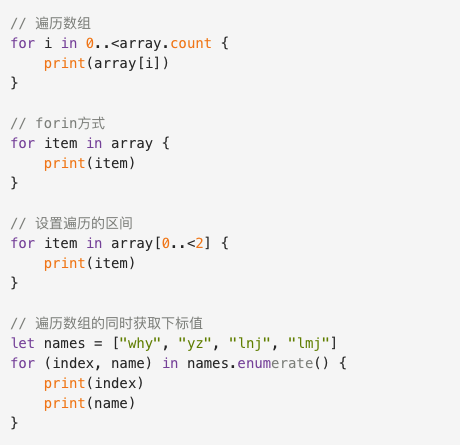 // 遍历数组
for i in 0..<array.count {
    print(array[i])
}
// forin方式
for item in array {
    print(item)
}
// 设置遍历的区间
for item in array[0..<2] {
    print(item)
}
// 遍历数组的同时获取下标值
let names = ["why", "yz", "lnj", "lmj"]
for (index, name) in names.enumerate() {
    print(index)
    print(name)
}